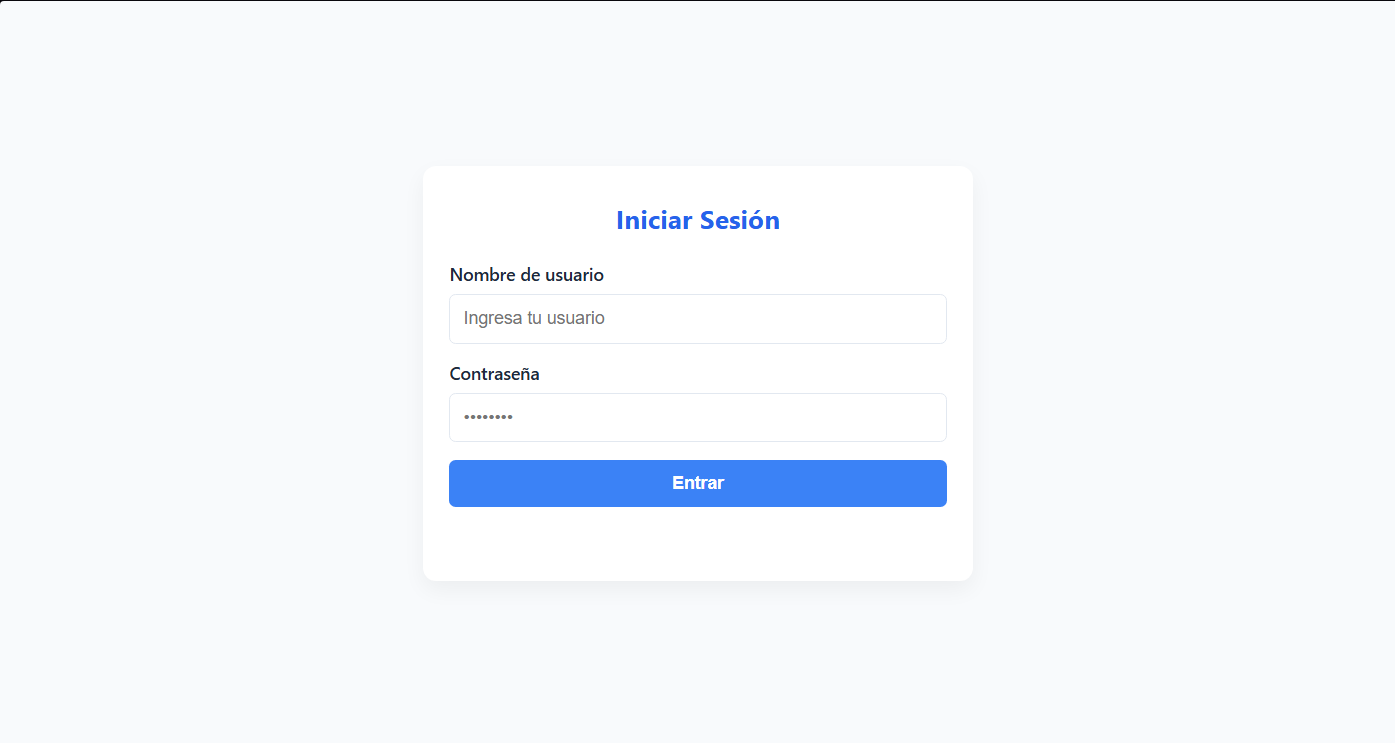 Iniciar Sesión
Nombre de usuario
Ingresa tu usuario
Contraseña
••••••••
Entrar